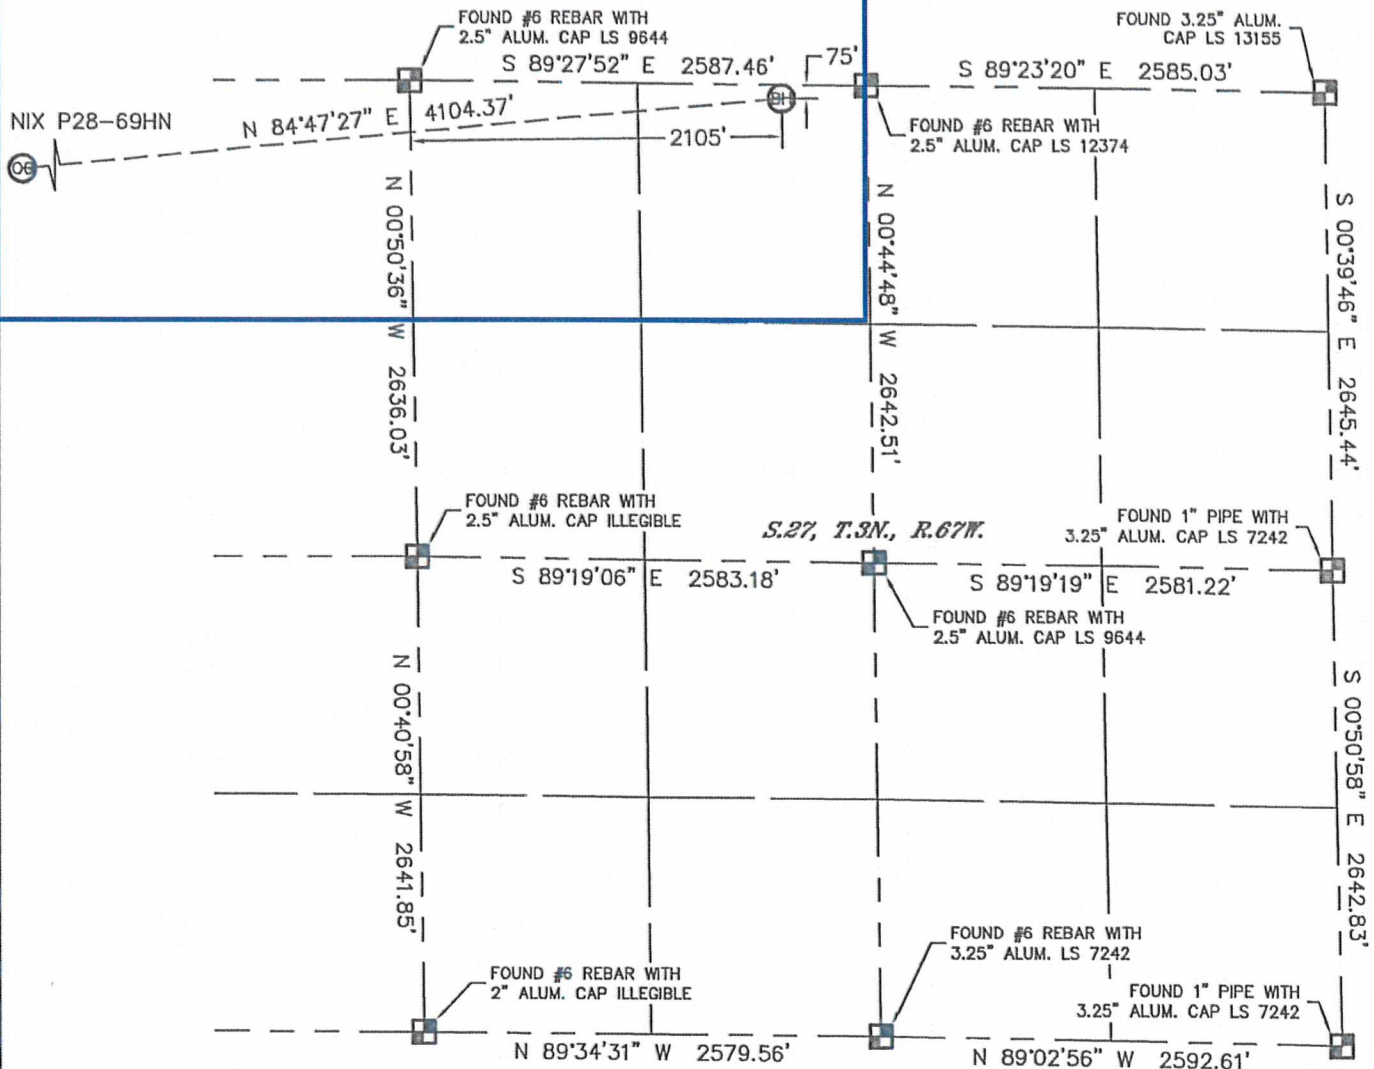 FOUND #6 REBAR WITH
2.5" ALUM. CAP LS 9644
FOUND 3.25" ALUM.
CAP LS 13155
S 89°27'52" E 2587.46'
75'
S 89°23'20" E 2585.03'
BH
NIX P28-69HN
N 84°47'27" E 4104.37'
2105'
FOUND #6 REBAR WITH
2.5" ALUM. CAP LS 12374
OG
N 00°50'36" W 2636.03'
N 00°44'48" W 2642.51'
S 00°39'46" E 2645.44'
FOUND #6 REBAR WITH
2.5" ALUM. CAP ILLEGIBLE
S.27, T.3N., R.67W.
FOUND 1" PIPE WITH
3.25" ALUM. CAP LS 7242
S 89°19'06" E 2583.18'
S 89°19'19" E 2581.22'
FOUND #6 REBAR WITH
2.5" ALUM. CAP LS 9644
N 00°40'58" W 2641.85'
S 00°50'58" E 2642.83'
FOUND #6 REBAR WITH
3.25" ALUM. LS 7242
FOUND #6 REBAR WITH
2" ALUM. CAP ILLEGIBLE
FOUND 1" PIPE WITH
3.25" ALUM. CAP LS 7242
N 89°34'31" W 2579.56'
N 89°02'56" W 2592.61'